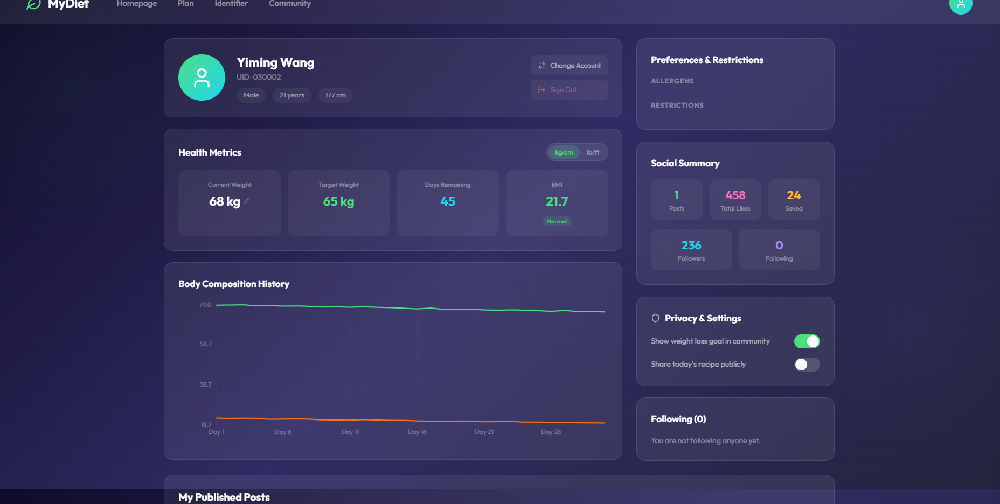 MyDiet
Homepage
Plan
Identifier
Community
Yiming Wang
UID-030002
Male
21 years
177 cm
Change Account
Sign Out
Health Metrics
kg/cm
lb/ft
Current Weight
68 kg
Target Weight
65 kg
Days Remaining
45
BMI
21.7
Normal
Body Composition History
79.0
58.7
38.7
18.7
Day 1
Day 6
Day 11
Day 16
Day 21
Day 26
Preferences & Restrictions
ALLERGENS
RESTRICTIONS
Social Summary
1
Posts
458
Total Likes
24
Saved
236
Followers
0
Following
Privacy & Settings
Show weight loss goal in community
Share today's recipe publicly
Following (0)
You are not following anyone yet.
My Published Posts